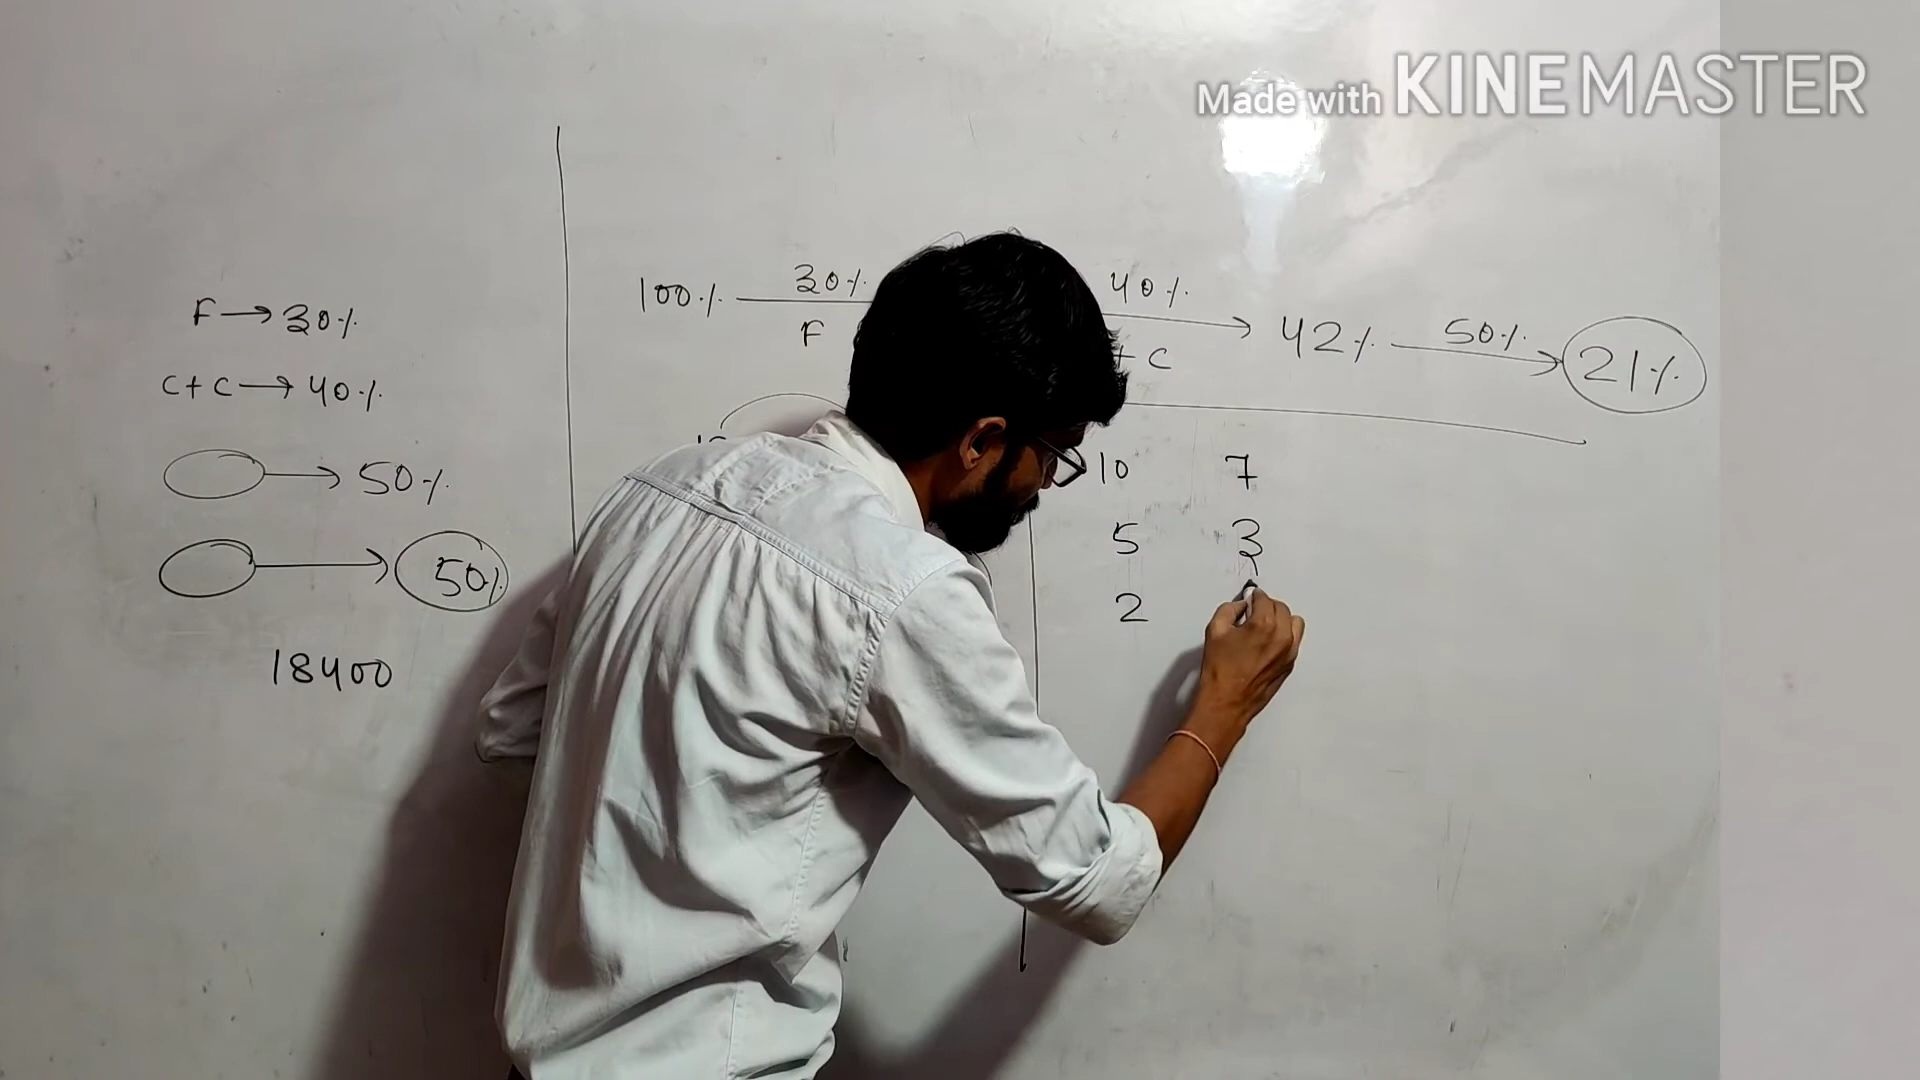 Made with KINEMASTER
F → 30%
C + C → 40%
→ 50%
→ 50%
18400
100% 30% F
40% + C → 42% 50% → 21%
10 7
5 3
2